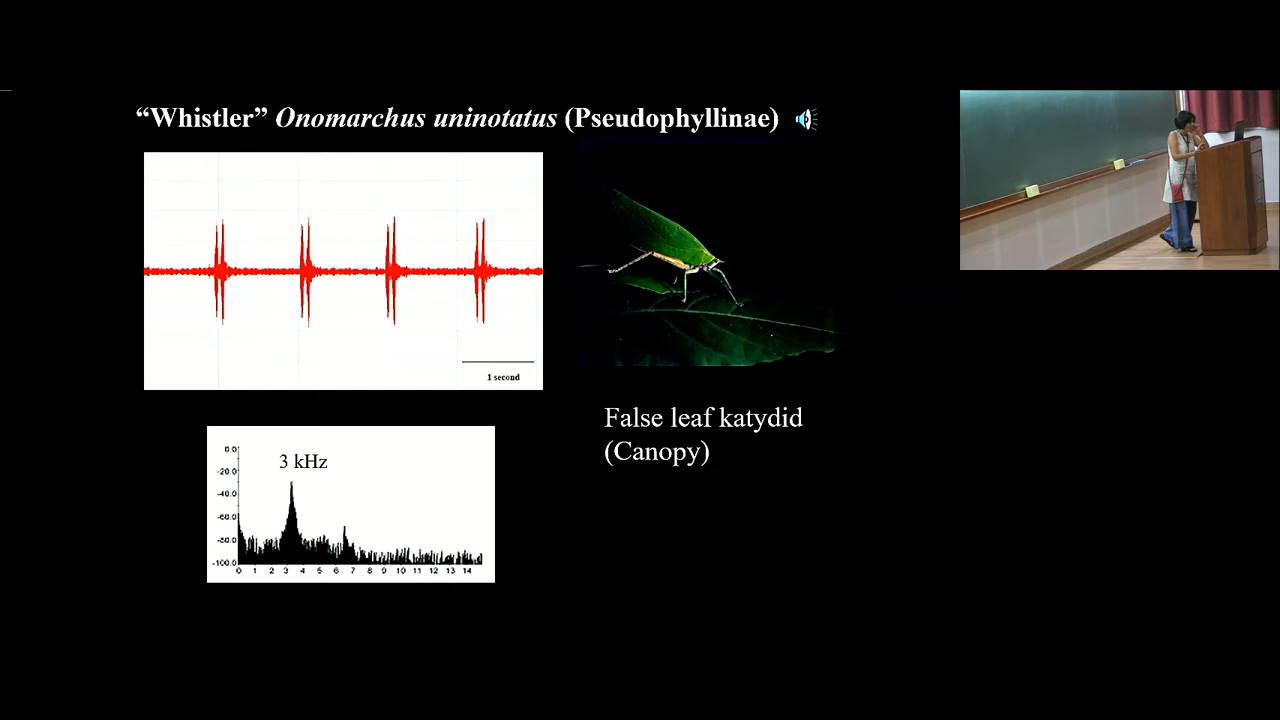 “Whistler” Onomarchus uninotatus (Pseudophyllinae)
1 second
False leaf katydid
(Canopy)
3 kHz
0.0
-20.0
-40.0
-60.0
-80.0
-100.0
0 1 2 3 4 5 6 7 8 9 10 11 12 13 14